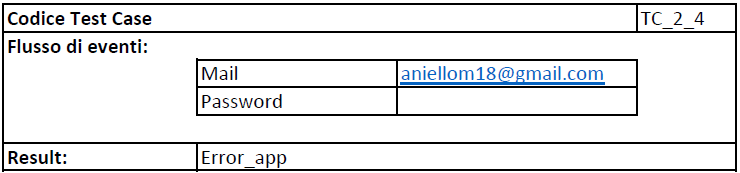 Codice Test Case TC_2_4
Flusso di eventi:
Mail aniellom18@gmail.com
Password
Result: Error_app